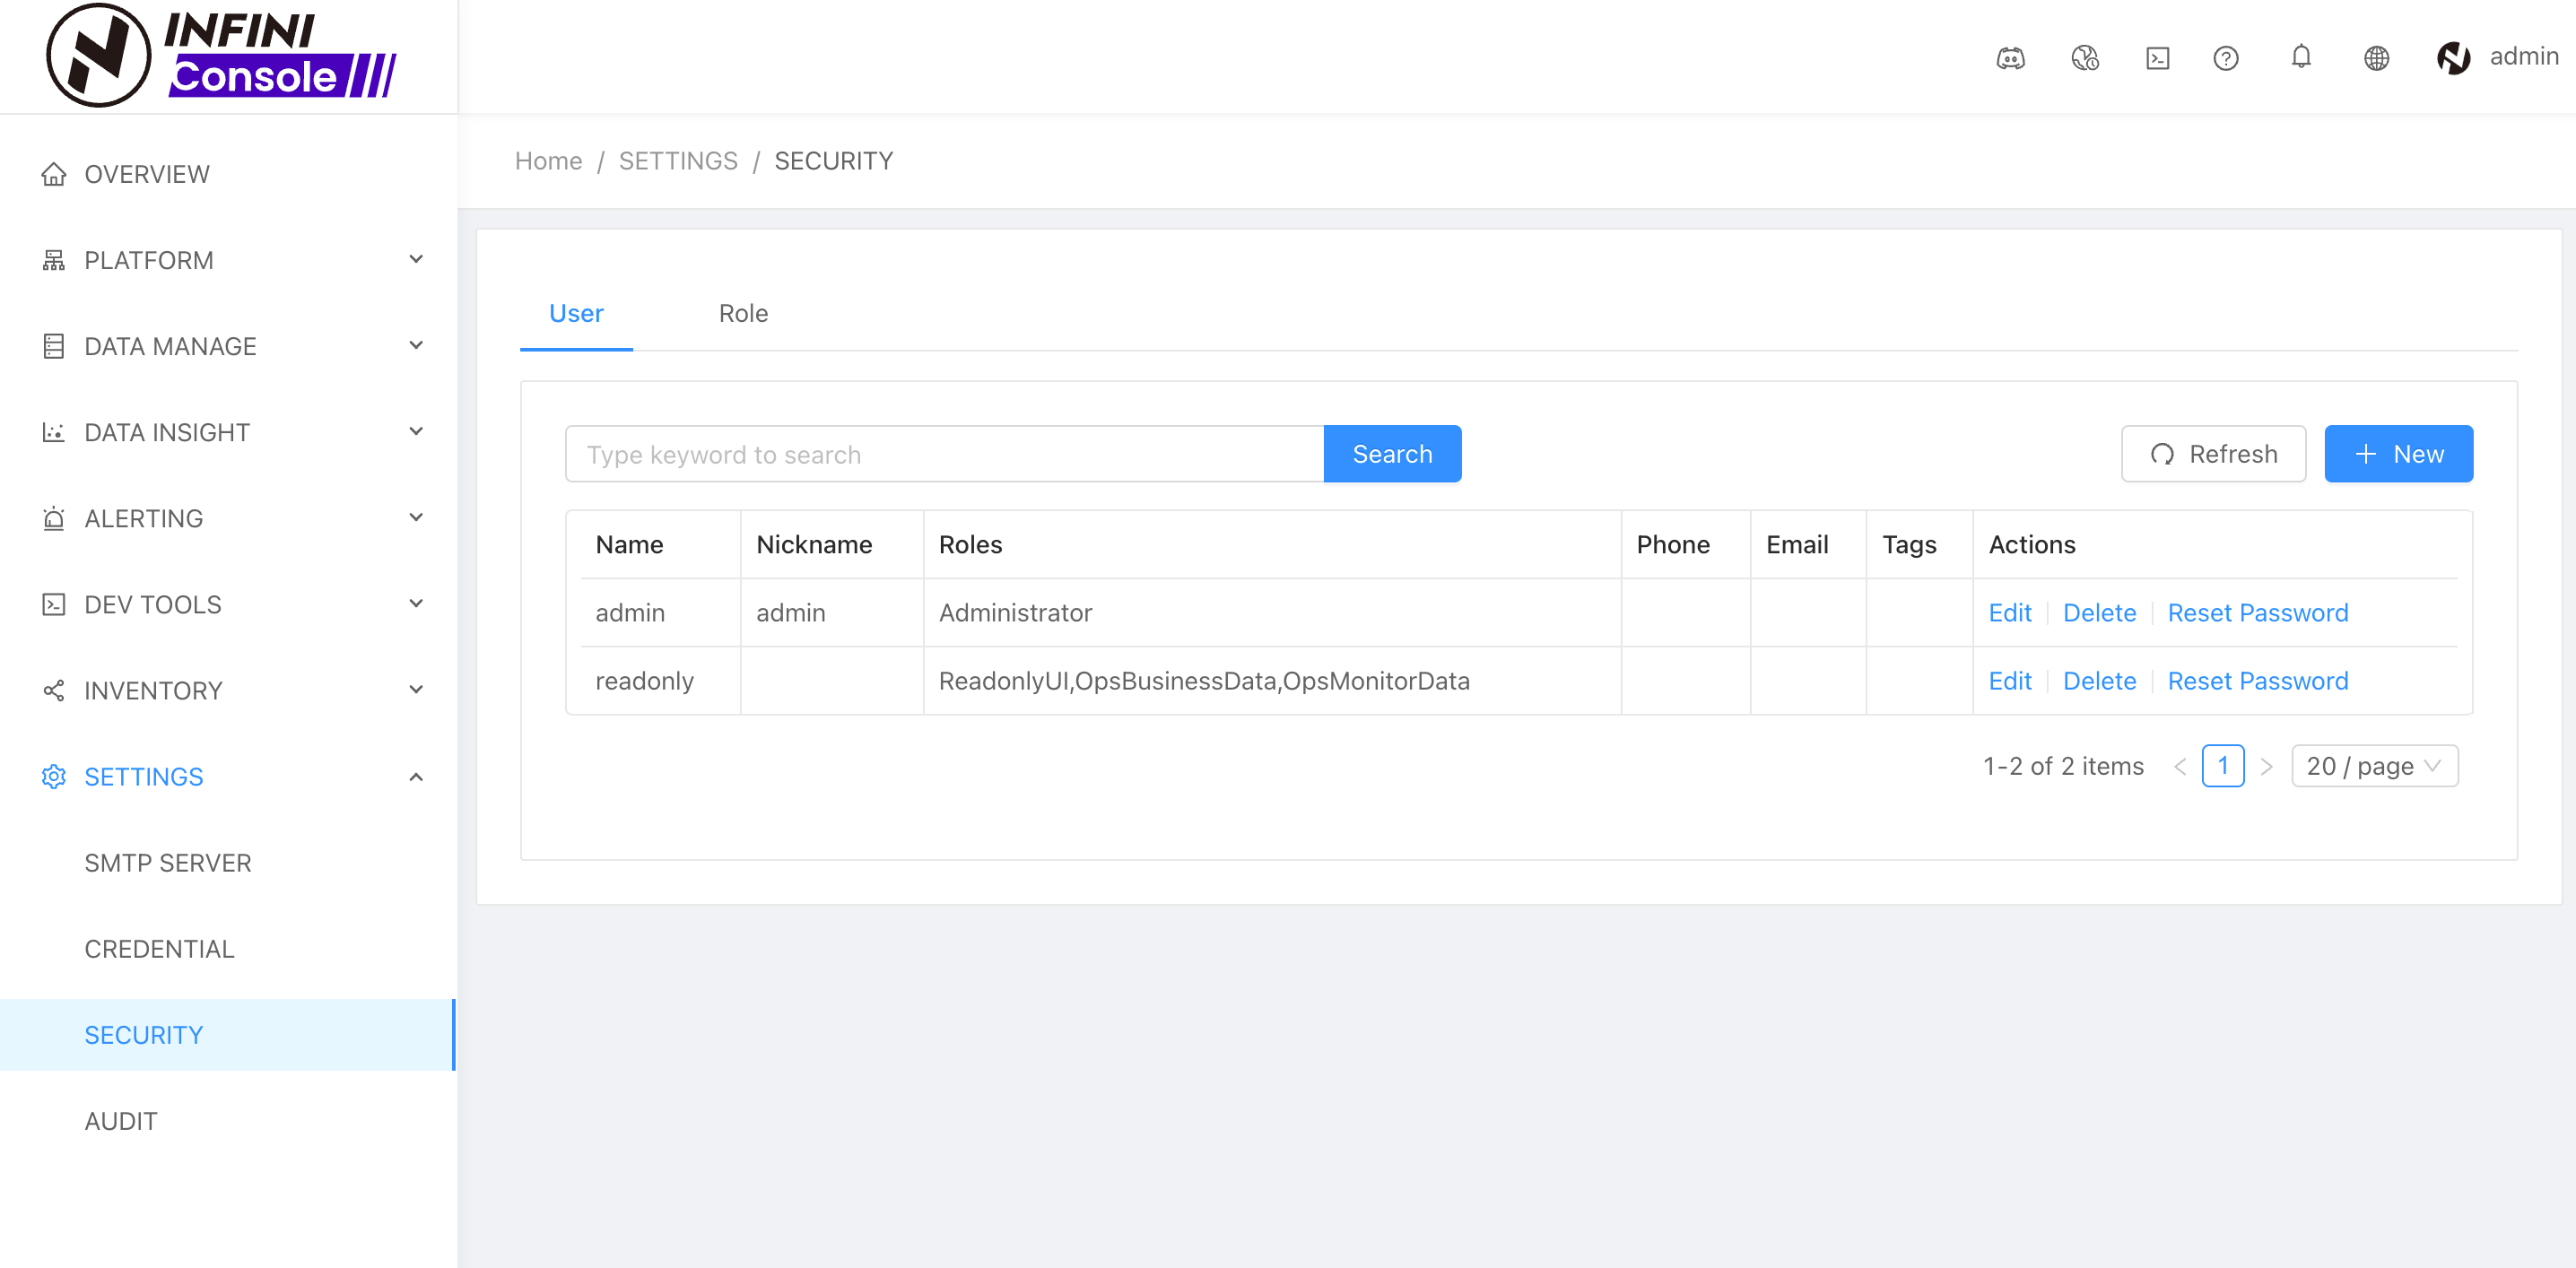 INFINI
Console
admin
Home / SETTINGS / SECURITY
OVERVIEW
PLATFORM
DATA MANAGE
DATA INSIGHT
ALERTING
DEV TOOLS
INVENTORY
SETTINGS
SMTP SERVER
CREDENTIAL
SECURITY
AUDIT
User Role
Type keyword to search Search Refresh New
Name Nickname Roles Phone Email Tags Actions
admin admin Administrator Edit Delete Reset Password
readonly ReadonlyUI,OpsBusinessData,OpsMonitorData Edit Delete Reset Password
1-2 of 2 items < 1 > 20 / page